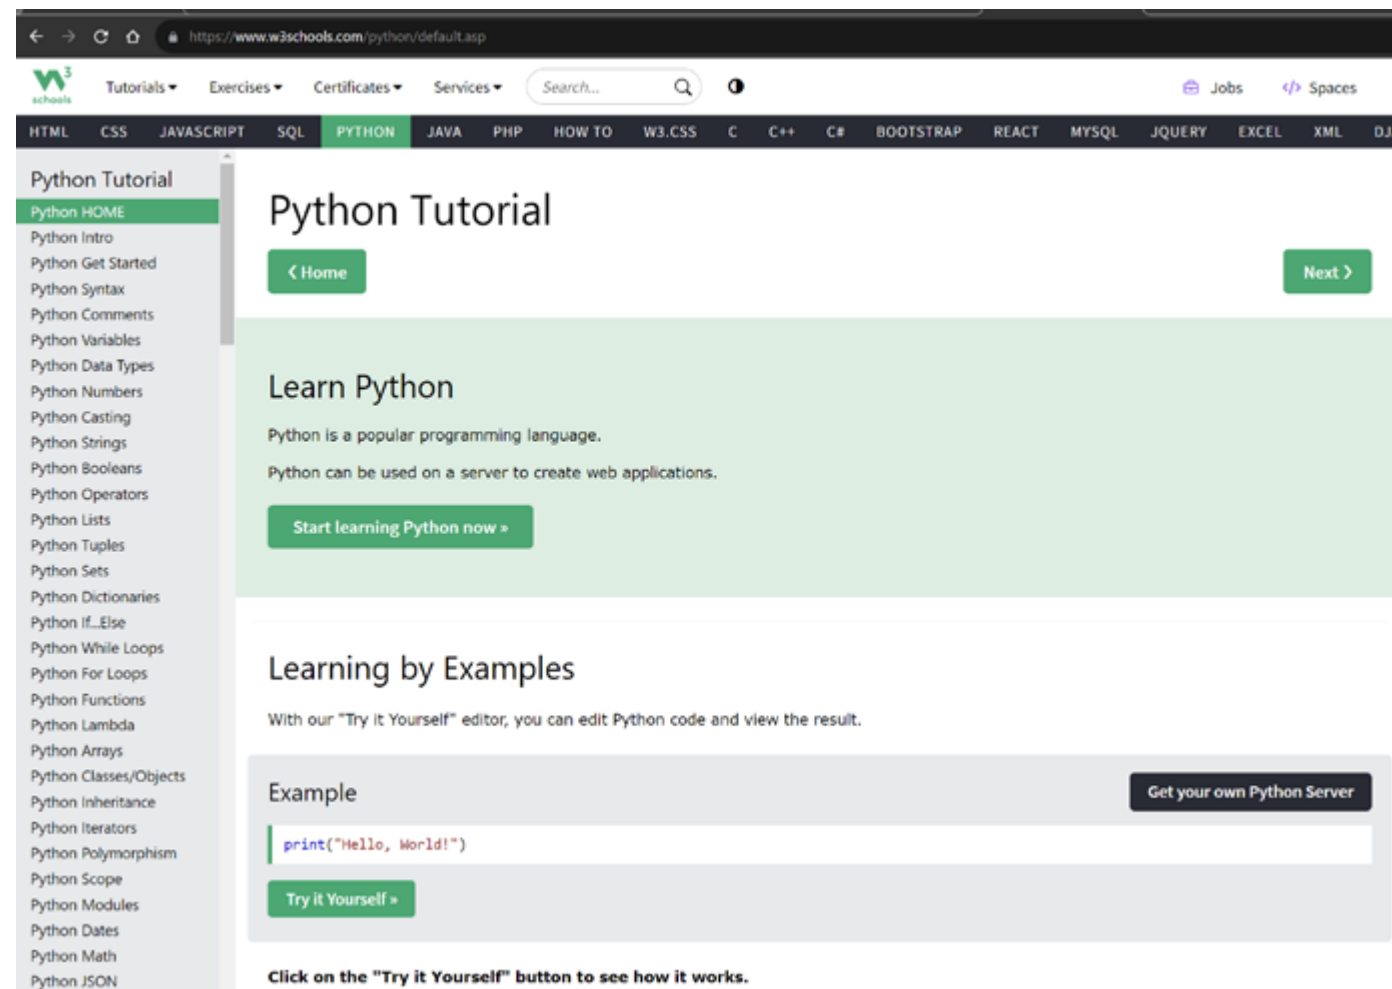 https://www.w3schools.com/python/default.asp
W3 schools Tutorials Exercises Certificates Services Search... Jobs </> Spaces
HTML CSS JAVASCRIPT SQL PYTHON JAVA PHP HOW TO W3.CSS C C++ C# BOOTSTRAP REACT MYSQL JQUERY EXCEL XML DJ
Python Tutorial
Python HOME
Python Intro
Python Get Started
Python Syntax
Python Comments
Python Variables
Python Data Types
Python Numbers
Python Casting
Python Strings
Python Booleans
Python Operators
Python Lists
Python Tuples
Python Sets
Python Dictionaries
Python If...Else
Python While Loops
Python For Loops
Python Functions
Python Lambda
Python Arrays
Python Classes/Objects
Python Inheritance
Python Iterators
Python Polymorphism
Python Scope
Python Modules
Python Dates
Python Math
Python JSON
Python Tutorial
❮ Home
Next ❯
Learn Python
Python is a popular programming language.
Python can be used on a server to create web applications.
Start learning Python now »
Learning by Examples
With our "Try it Yourself" editor, you can edit Python code and view the result.
Example
Get your own Python Server
print("Hello, World!")
Try it Yourself »
Click on the "Try it Yourself" button to see how it works.